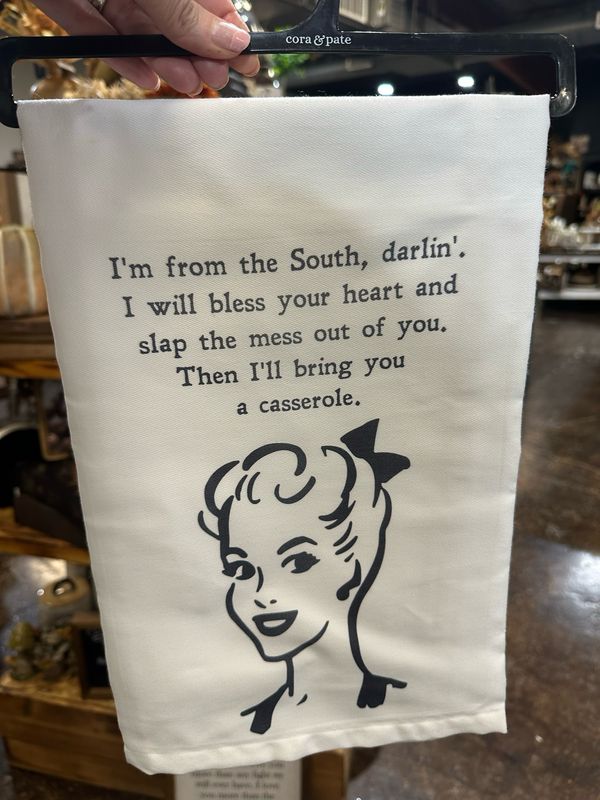 cora & pate
I'm from the South, darlin'.
I will bless your heart and
slap the mess out of you.
Then I'll bring you
a casserole.